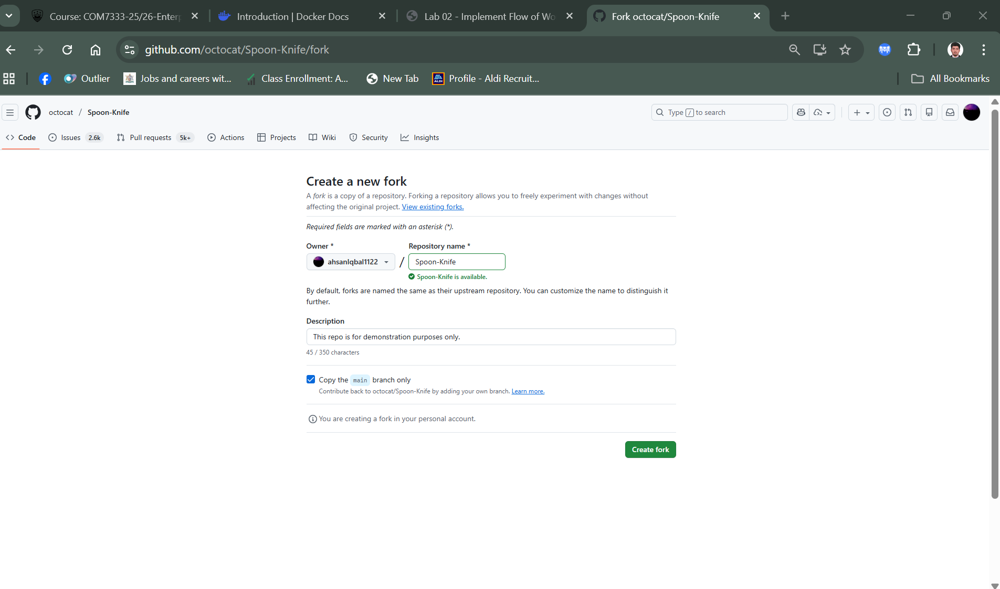 Course: COM7333-25/26-Enterp
Introduction | Docker Docs
Lab 02 - Implement Flow of Wo
Fork octocat/Spoon-Knife
github.com/octocat/Spoon-Knife/fork
Outlier
Jobs and careers wit...
Class Enrollment: A...
New Tab
ALDI
Profile - Aldi Recruit...
All Bookmarks
octocat / Spoon-Knife
Type / to search
Code
Issues 2.6k
Pull requests 5k+
Actions
Projects
Wiki
Security
Insights
Create a new fork
A fork is a copy of a repository. Forking a repository allows you to freely experiment with changes without
affecting the original project. View existing forks.
Required fields are marked with an asterisk (*).
Owner *
Repository name *
ahsanIqbal1122 / Spoon-Knife
Spoon-Knife is available.
By default, forks are named the same as their upstream repository. You can customize the name to distinguish it
further.
Description
This repo is for demonstration purposes only.
45 / 350 characters
Copy the main branch only
Contribute back to octocat/Spoon-Knife by adding your own branch. Learn more.
You are creating a fork in your personal account.
Create fork